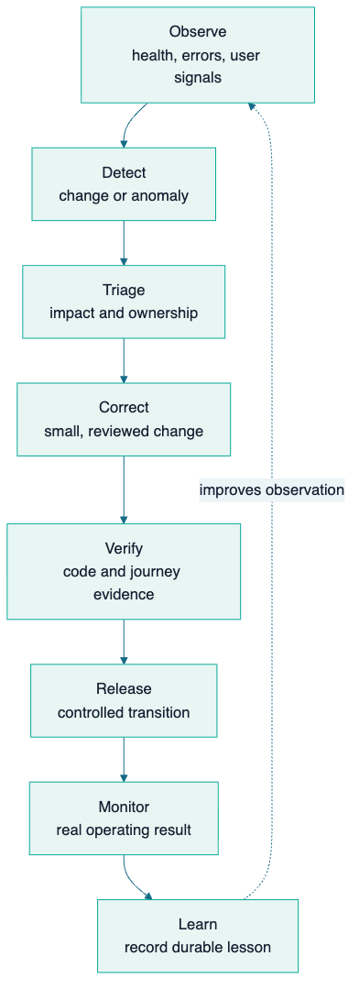 Observe
health, errors, user
signals
Detect
change or anomaly
Triage
impact and ownership
Correct
small, reviewed change
improves observation
Verify
code and journey
evidence
Release
controlled transition
Monitor
real operating result
Learn
record durable lesson